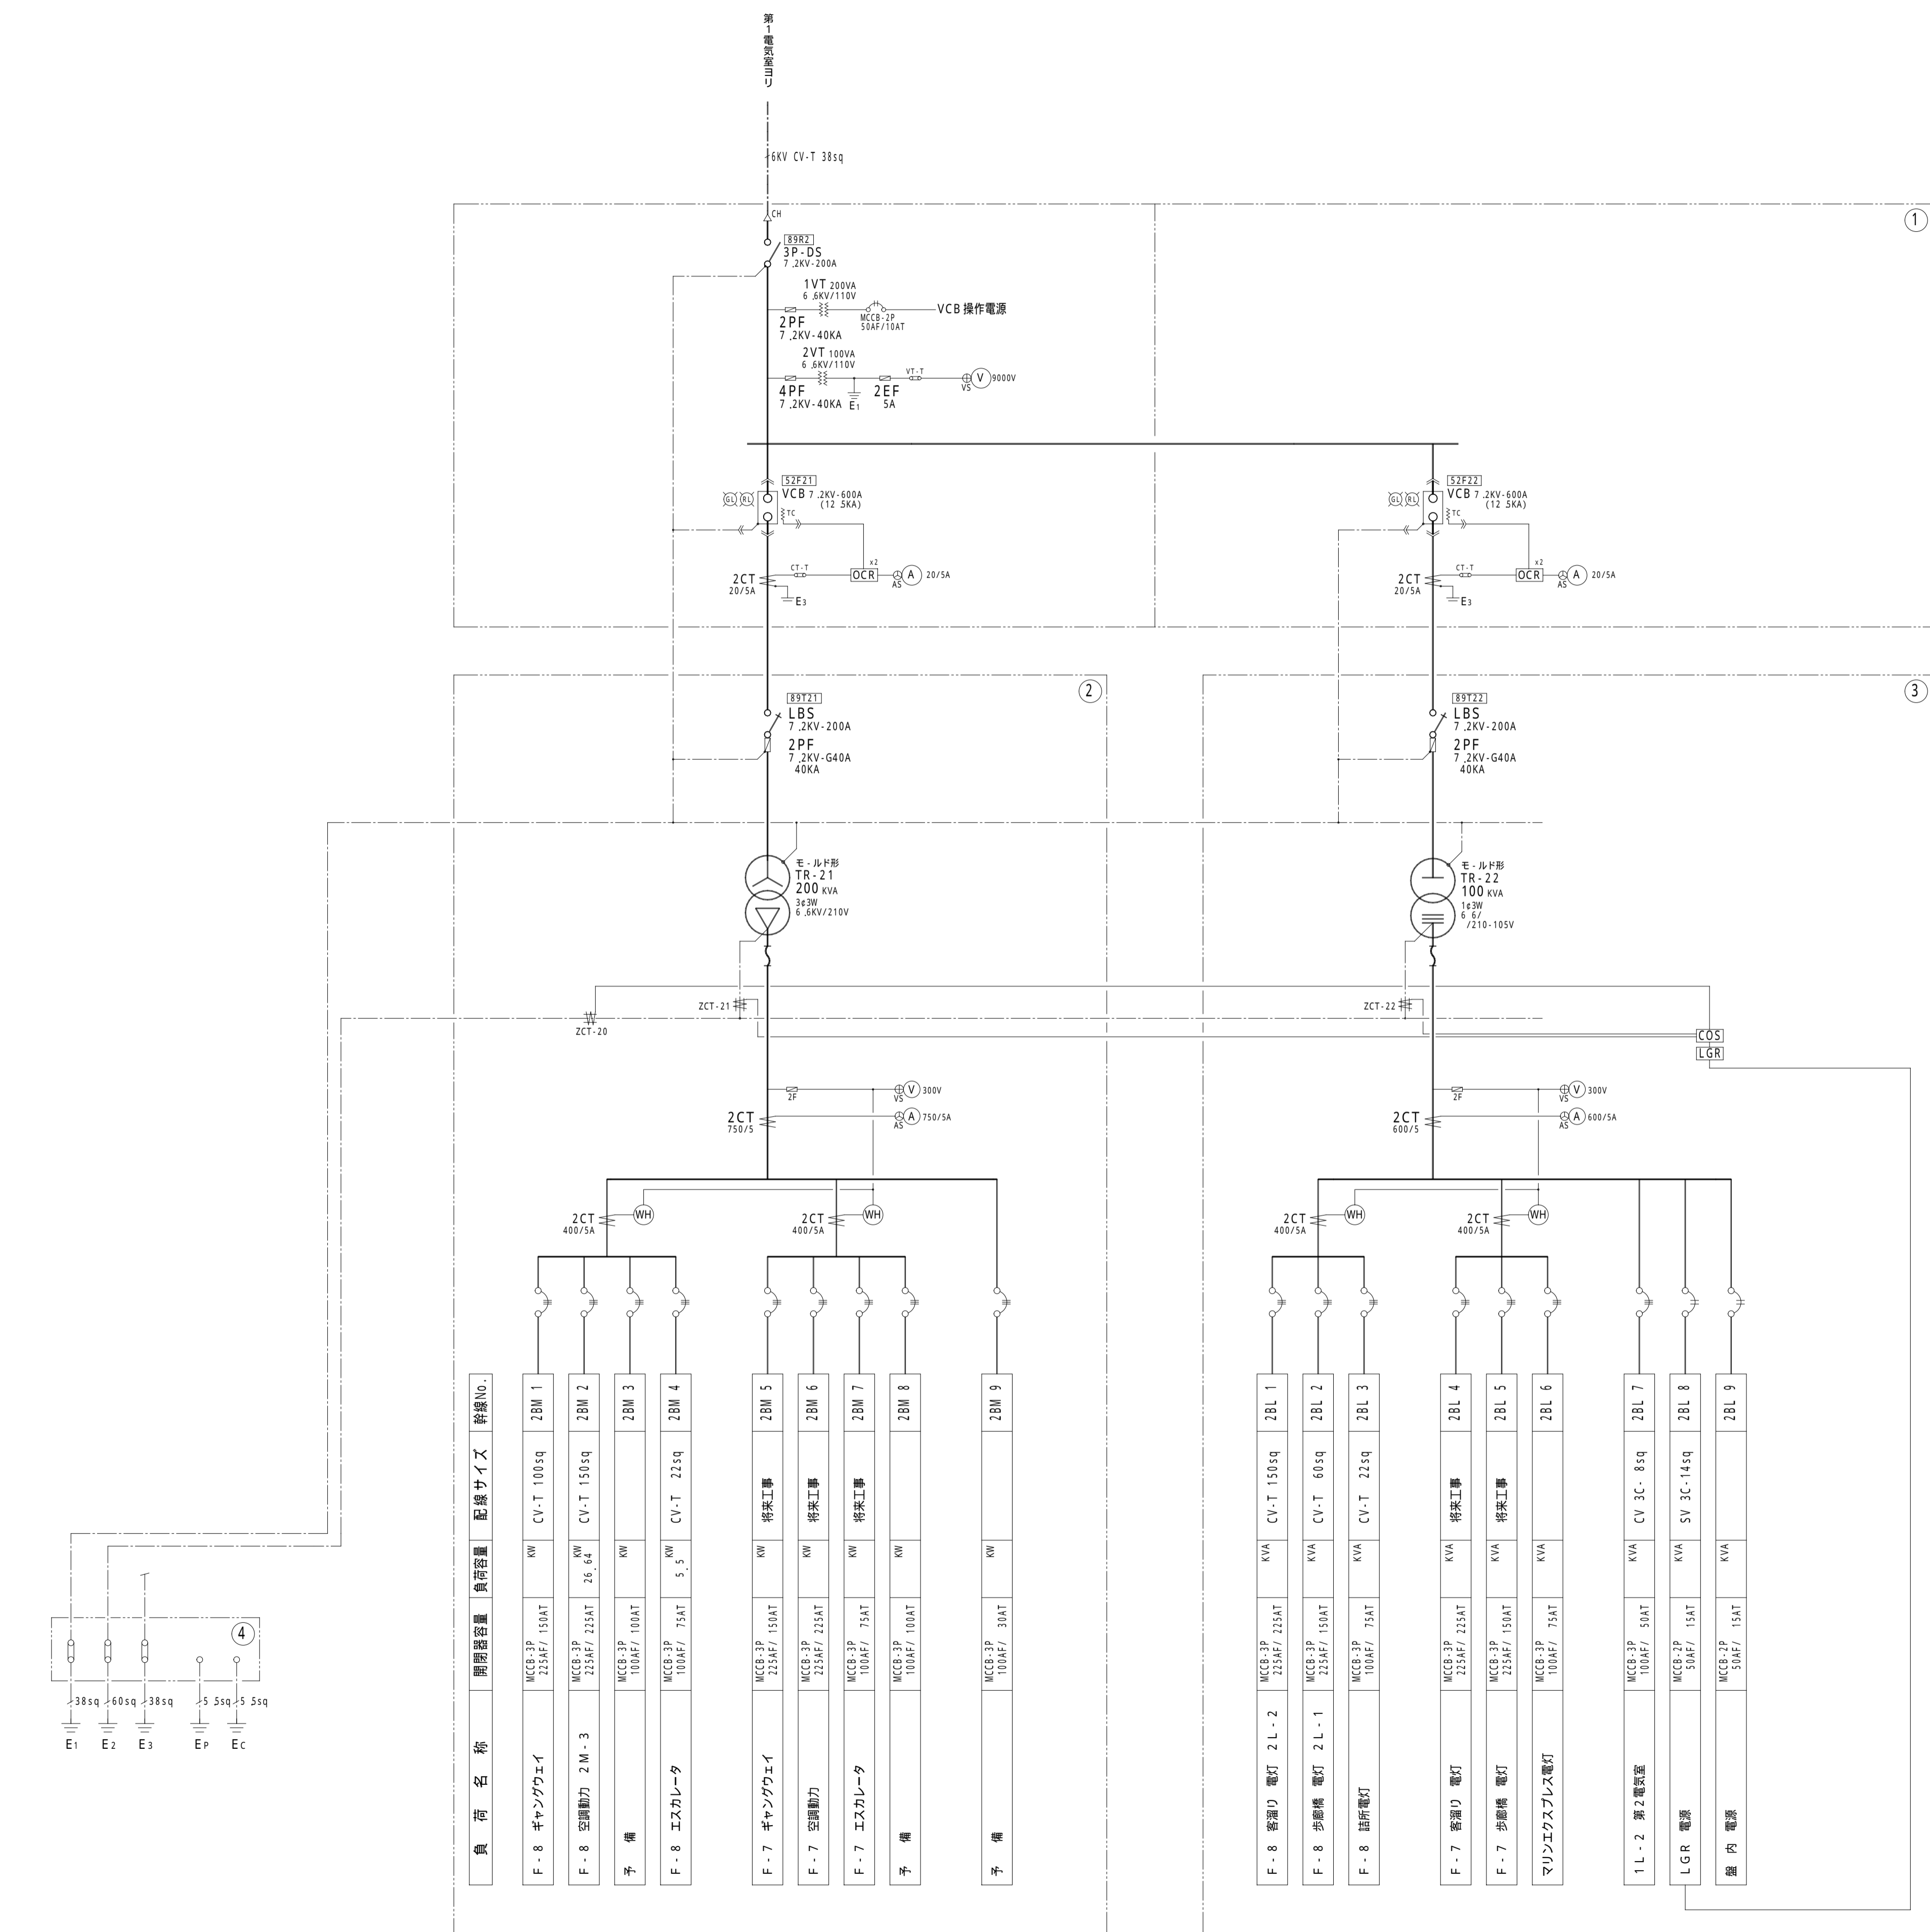 第1電気室ヨリ
6KV CV-T 38sq
①
CH
89R2
3P-DS
7.2KV-200A
1VT 200VA
6.6KV/110V
2PF
7.2KV-40KA
MCCB-2P
50AF/10AT
VCB操作電源
2VT 100VA
6.6KV/110V
4PF
7.2KV-40KA
E1
2EF
5A
VT-T
VS
V
9000V
52F21
GL RL
VCB 7.2KV-600A
(12.5KA)
TC
2CT
20/5A
CT-T
OCR
x2
AS
A
20/5A
E3
52F22
GL RL
VCB 7.2KV-600A
(12.5KA)
TC
2CT
20/5A
CT-T
OCR
x2
AS
A
20/5A
E3
②
89T21
LBS
7.2KV-200A
2PF
7.2KV-G40A
40KA
③
89T22
LBS
7.2KV-200A
2PF
7.2KV-G40A
40KA
モ-ルド形
TR-21
200 KVA
3¢3W
6.6KV/210V
モ-ルド形
TR-22
100 KVA
1¢3W
6 6/
/210-105V
ZCT-20
ZCT-21
ZCT-22
COS
LGR
2F
VS
V
300V
2CT
750/5
AS
A
750/5A
2F
VS
V
300V
2CT
600/5
AS
A
600/5A
2CT
400/5A
WH
2CT
400/5A
WH
2CT
400/5A
WH
2CT
400/5A
WH
幹線No.
配線サイズ
負荷容量
開閉器容量
負荷名称
2BM 1
CV-T 100sq
KW
MCCB-3P
225AF/ 150AT
F-8 ギャングウェイ
2BM 2
CV-T 150sq
KW
26.64
MCCB-3P
225AF/ 225AT
F-8 空調動力 2M-3
2BM 3
KW
MCCB-3P
100AF/ 100AT
予 備
2BM 4
CV-T 22sq
KW
5.5
MCCB-3P
100AF/ 75AT
F-8 エスカレータ
2BM 5
将来工事
KW
MCCB-3P
225AF/ 150AT
F-7 ギャングウェイ
2BM 6
将来工事
KW
MCCB-3P
225AF/ 225AT
F-7 空調動力
2BM 7
将来工事
KW
MCCB-3P
100AF/ 75AT
F-7 エスカレータ
2BM 8
KW
MCCB-3P
100AF/ 100AT
予 備
2BM 9
KW
MCCB-3P
100AF/ 30AT
予 備
2BL 1
CV-T 150sq
KVA
MCCB-3P
225AF/ 225AT
F-8 客溜り 電灯 2L-2
2BL 2
CV-T 60sq
KVA
MCCB-3P
225AF/ 150AT
F-8 歩廊橋 電灯 2L-1
2BL 3
CV-T 22sq
KVA
MCCB-3P
100AF/ 75AT
F-8 詰所電灯
2BL 4
将来工事
KVA
MCCB-3P
225AF/ 225AT
F-7 客溜り 電灯
2BL 5
将来工事
KVA
MCCB-3P
225AF/ 150AT
F-7 歩廊橋 電灯
2BL 6
KVA
MCCB-3P
100AF/ 75AT
マリンエクスプレス電灯
2BL 7
CV 3C- 8sq
KVA
MCCB-3P
100AF/ 50AT
1L-2 第2電気室
2BL 8
SV 3C-14sq
KVA
MCCB-2P
50AF/ 15AT
LGR 電源
2BL 9
KVA
MCCB-2P
50AF/ 15AT
盤内 電源
④
38sq
60sq
38sq
5.5sq
5.5sq
E1
E2
E3
EP
EC